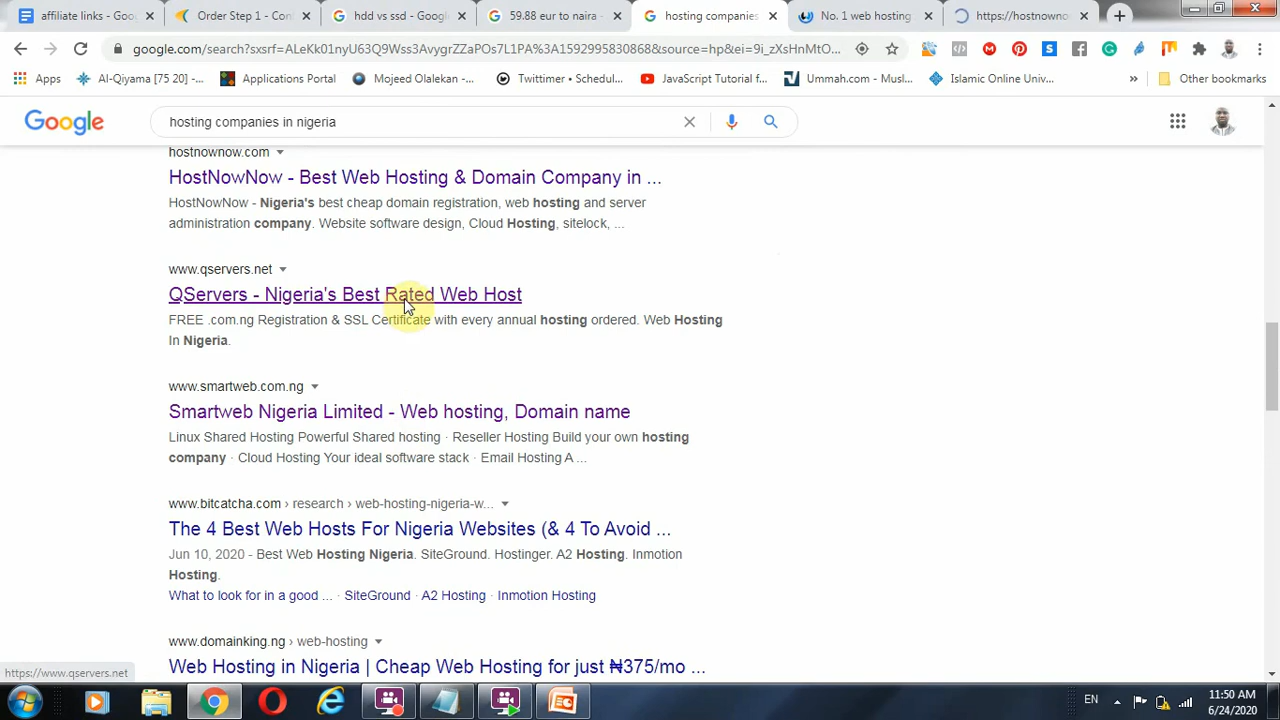 affiliate links - Goo
Order Step 1 - Con
hdd vs ssd - Google
59.88 eur to naira -
hosting companies
No. 1 web hosting
https://hostnowno
google.com/search?sxsrf=ALeKk01nyU63Q9Wss3AvygrZZaPOs7L1PA%3A1592995830868&source=hp&ei=9i_zXsHnMtO...
Apps
Al-Qiyama [75 20] -...
Applications Portal
Mojeed Olalekan -...
Twittimer • Schedul...
JavaScript Tutorial f...
Ummah.com - Musl...
Islamic Online Univ...
»
Other bookmarks
Google
hosting companies in nigeria
hostnownow.com
HostNowNow - Best Web Hosting & Domain Company in ...
HostNowNow - Nigeria's best cheap domain registration, web hosting and server
administration company. Website software design, Cloud Hosting, sitelock, ...
www.qservers.net
QServers - Nigeria's Best Rated Web Host
FREE .com.ng Registration & SSL Certificate with every annual hosting ordered. Web Hosting
In Nigeria.
www.smartweb.com.ng
Smartweb Nigeria Limited - Web hosting, Domain name
Linux Shared Hosting Powerful Shared hosting · Reseller Hosting Build your own hosting
company · Cloud Hosting Your ideal software stack · Email Hosting A ...
www.bitcatcha.com › research › web-hosting-nigeria-w...
The 4 Best Web Hosts For Nigeria Websites (& 4 To Avoid ...
Jun 10, 2020 - Best Web Hosting Nigeria. SiteGround. Hostinger. A2 Hosting. Inmotion
Hosting.
What to look for in a good ... · SiteGround · A2 Hosting · Inmotion Hosting
www.domainking.ng › web-hosting
Web Hosting in Nigeria | Cheap Web Hosting for just ₦375/mo ...
https://www.qservers.net
EN
11:50 AM
6/24/2020